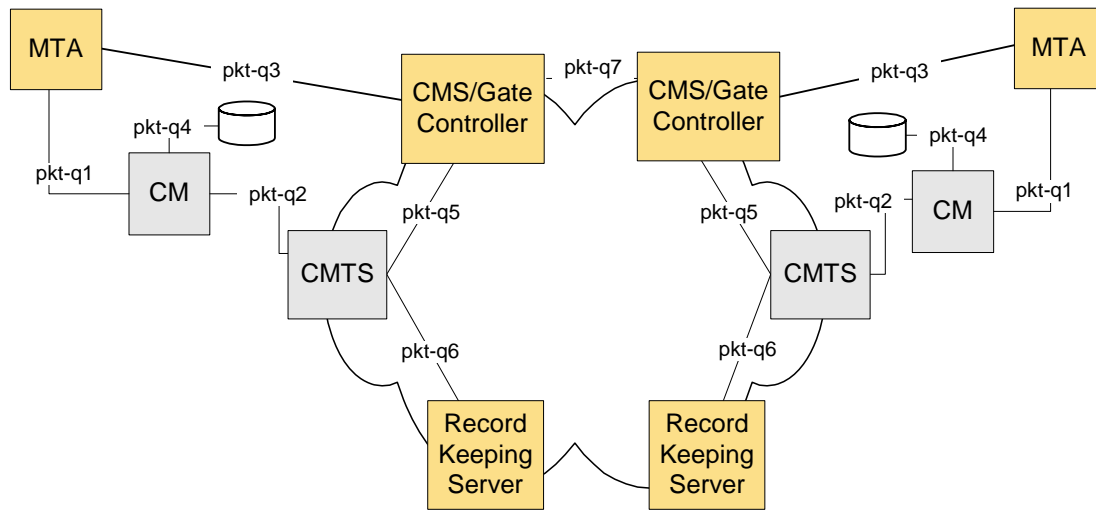 MTA
MTA
pkt-q3
pkt-q7
pkt-q3
CMS/Gate
Controller
CMS/Gate
Controller
pkt-q4
pkt-q4
pkt-q1
CM
pkt-q2
pkt-q5
pkt-q5
pkt-q2
CM
pkt-q1
CMTS
CMTS
pkt-q6
pkt-q6
Record
Keeping
Server
Record
Keeping
Server